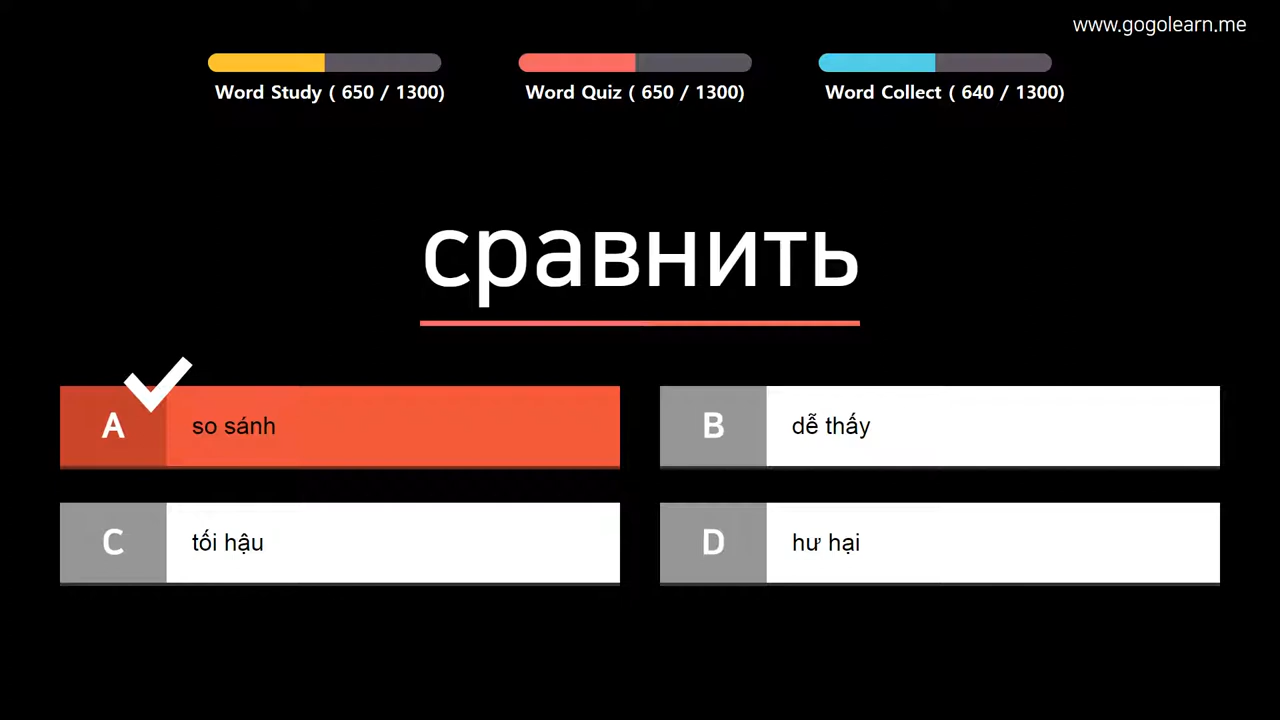 www.gogolearn.me
Word Study ( 650 / 1300)
Word Quiz ( 650 / 1300)
Word Collect ( 640 / 1300)
сравнить
A so sánh
B dễ thấy
C tối hậu
D hư hại